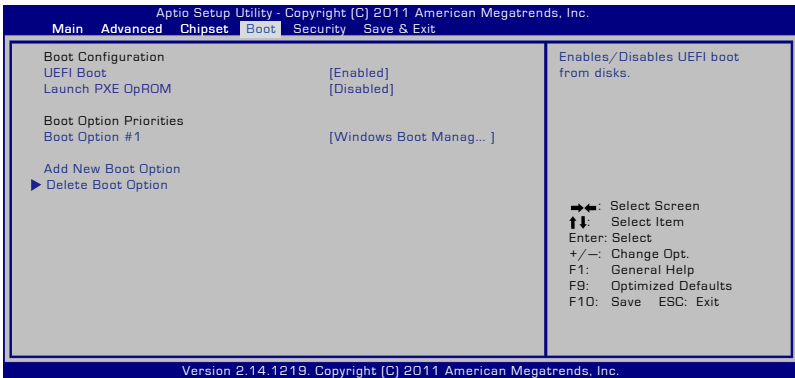 Aptio Setup Utility - Copyright (C) 2011 American Megatrends, Inc.
Main Advanced Chipset Boot Security Save & Exit
Boot Configuration
UEFI Boot [Enabled]
Launch PXE OpROM [Disabled]
Boot Option Priorities
Boot Option #1 [Windows Boot Manag... ]
Add New Boot Option
Delete Boot Option
Enables/Disables UEFI boot
from disks.
→←: Select Screen
↑↓: Select Item
Enter: Select
+/—: Change Opt.
F1: General Help
F9: Optimized Defaults
F10: Save ESC: Exit
Version 2.14.1219. Copyright (C) 2011 American Megatrends, Inc.